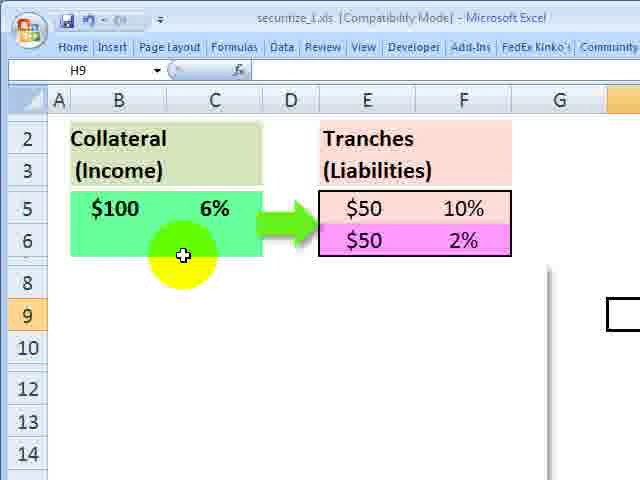 securitize_1.xls [Compatibility Mode] - Microsoft Excel
Home Insert Page Layout Formulas Data Review View Developer Add-Ins FedEx Kinko's Community
H9 fx
A B C D E F G
2 Collateral Tranches
3 (Income) (Liabilities)
5 $100 6% $50 10%
6 $50 2%
8
9
10
12
13
14